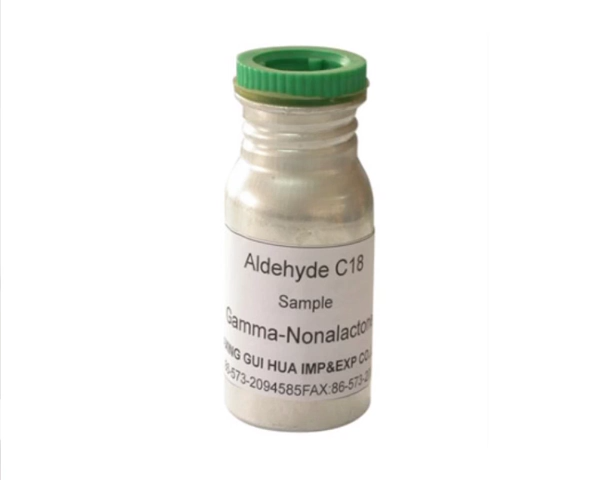 Aldehyde C18
Sample
Gamma-Nonalactone
GUI HUA IMP&EXP CO.
86-573-2094585FAX:86-573-